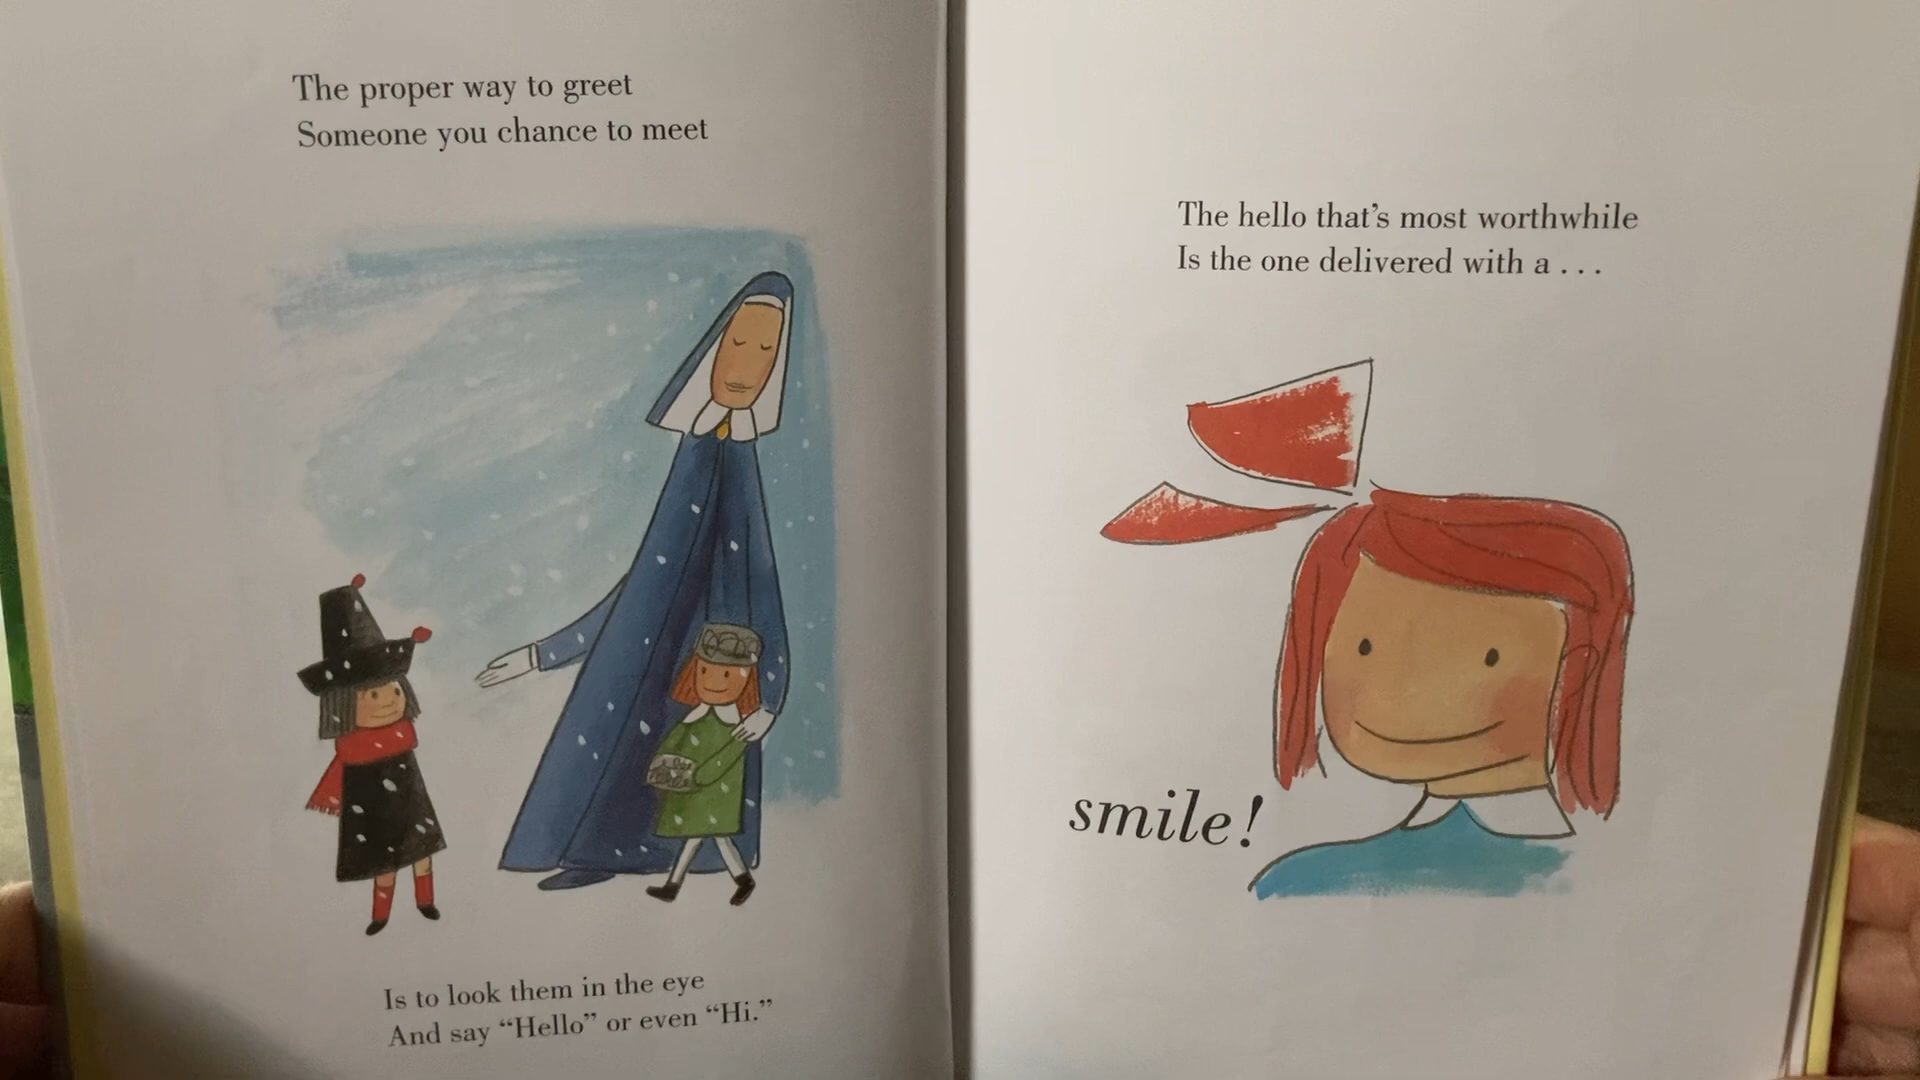 The proper way to greet
Someone you chance to meet
Is to look them in the eye
And say “Hello” or even “Hi.”
The hello that’s most worthwhile
Is the one delivered with a . . .
smile!